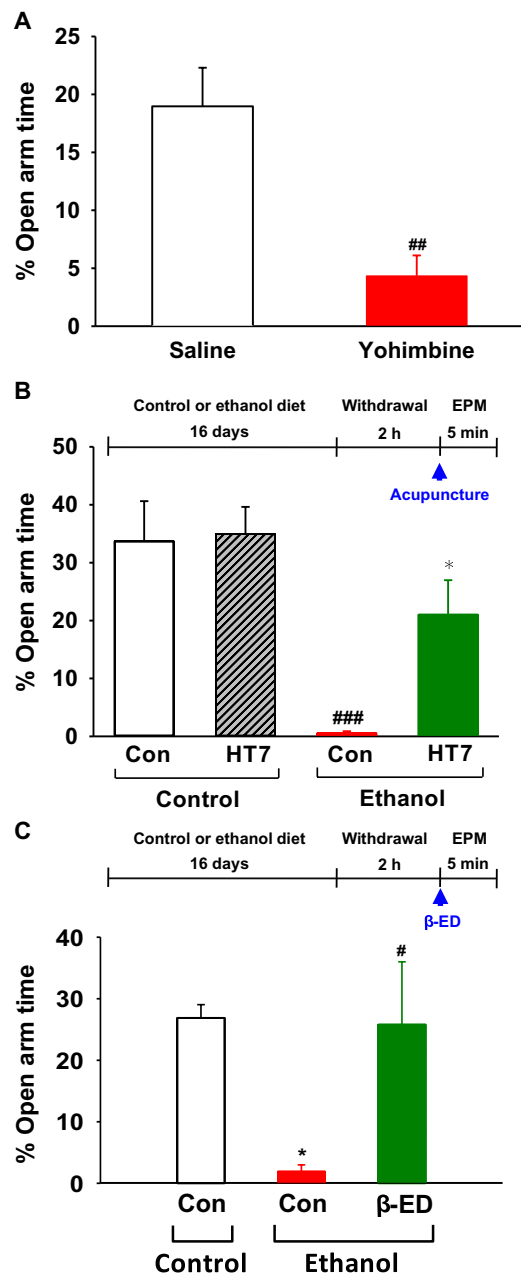 A
% Open arm time
25
20
15
10
5
0
##
Saline Yohimbine
B
Control or ethanol diet Withdrawal EPM
16 days 2 h 5 min
Acupuncture
% Open arm time
50
40
30
20
10
0
###
*
Con HT7 Con HT7
Control Ethanol
C
Control or ethanol diet Withdrawal EPM
16 days 2 h 5 min
β-ED
% Open arm time
40
30
20
10
0
*
#
Con Con β-ED
Control Ethanol